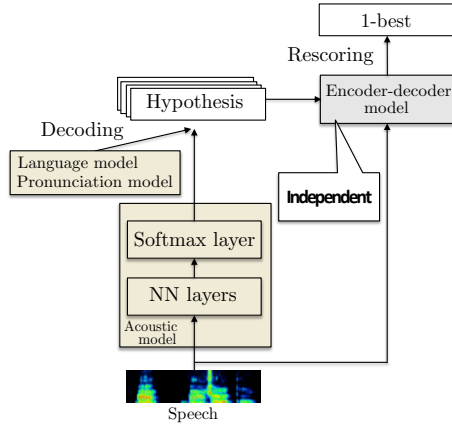 1-best
Rescoring
Encoder-decoder
model
Hypothesis
Decoding
Language model
Pronunciation model
Independent
Softmax layer
NN layers
Acoustic
model
Speech